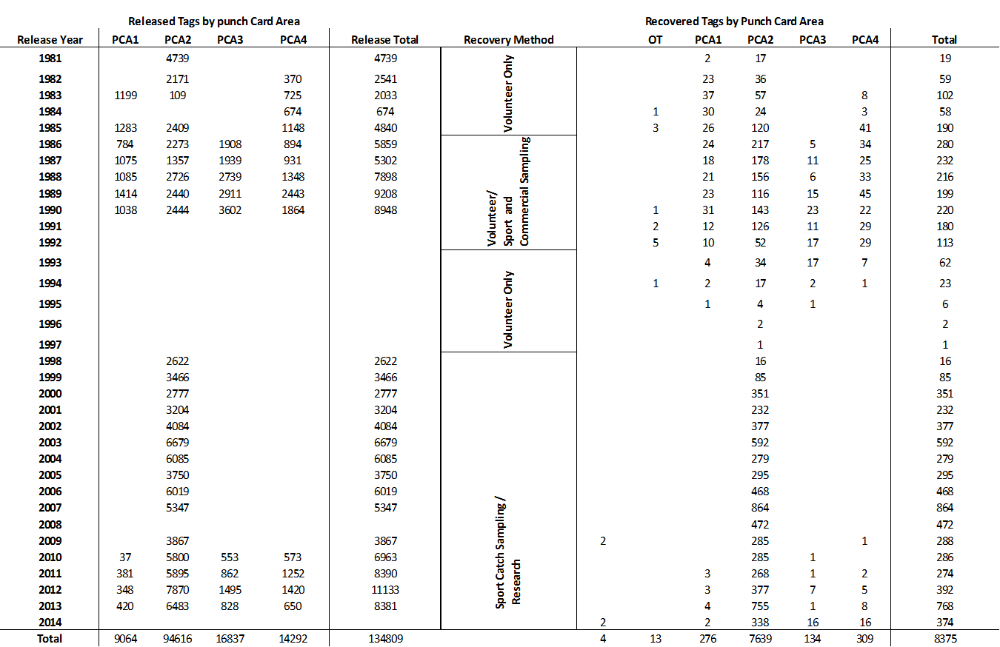 Released Tags by punch Card Area Recovered Tags by Punch Card Area
Release Year PCA1 PCA2 PCA3 PCA4 Release Total Recovery Method OT PCA1 PCA2 PCA3 PCA4 Total
1981 4739 4739 2 17 19
1982 2171 370 2541 23 36 59
1983 1199 109 725 2033 37 57 8 102
1984 674 674 1 30 24 3 58
1985 1283 2409 1148 4840 3 26 120 41 190
Volunteer Only
1986 784 2273 1908 894 5859 24 217 5 34 280
1987 1075 1357 1939 931 5302 18 178 11 25 232
1988 1085 2726 2739 1348 7898 21 156 6 33 216
1989 1414 2440 2911 2443 9208 23 116 15 45 199
1990 1038 2444 3602 1864 8948 1 31 143 23 22 220
1991 2 12 126 11 29 180
1992 5 10 52 17 29 113
Volunteer/
Sport and
Commercial Sampling
1993 4 34 17 7 62
1994 1 2 17 2 1 23
1995 1 4 1 6
1996 2 2
1997 1 1
Volunteer Only
1998 2622 2622 16 16
1999 3466 3466 85 85
2000 2777 2777 351 351
2001 3204 3204 232 232
2002 4084 4084 377 377
2003 6679 6679 592 592
2004 6085 6085 279 279
2005 3750 3750 295 295
2006 6019 6019 468 468
2007 5347 5347 864 864
2008 472 472
2009 3867 3867 2 285 1 288
2010 37 5800 553 573 6963 285 1 286
2011 381 5895 862 1252 8390 3 268 1 2 274
2012 348 7870 1495 1420 11133 3 377 7 5 392
2013 420 6483 828 650 8381 4 755 1 8 768
2014 2 2 338 16 16 374
Sport Catch Sampling /
Research
Total 9064 94616 16837 14292 134809 4 13 276 7639 134 309 8375